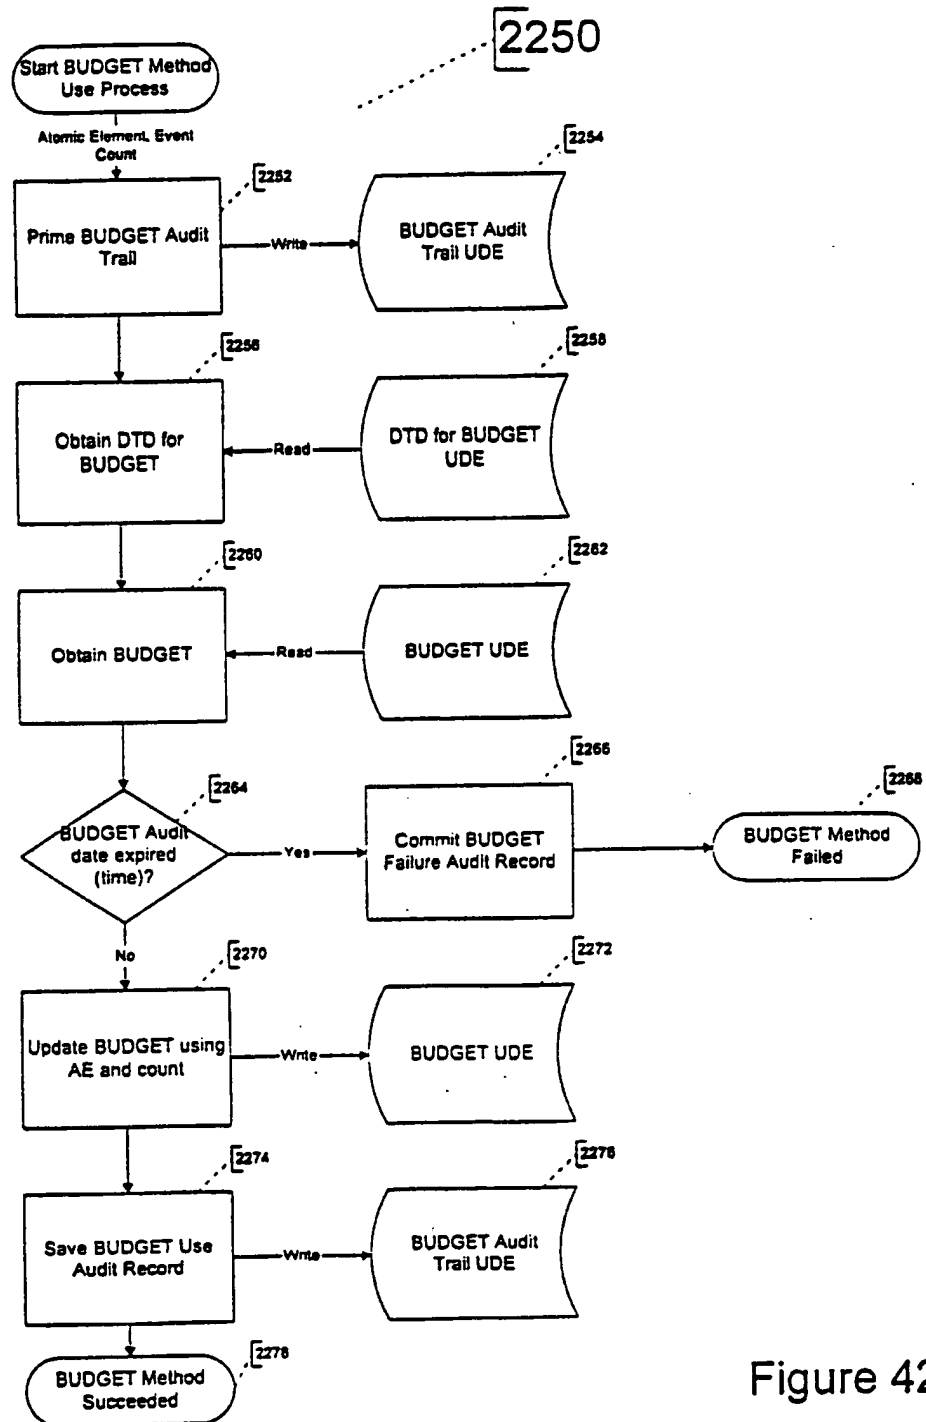 2250
Start BUDGET Method
Use Process
Atomic Element, Event
Count
2252
2254
Prime BUDGET Audit
Trail
Write
BUDGET Audit
Trail UDE
2256
2258
Obtain DTD for
BUDGET
Read
DTD for BUDGET
UDE
2260
2262
Obtain BUDGET
Read
BUDGET UDE
2264
2266
2268
BUDGET Audit
date expired
(time)?
Yes
Commit BUDGET
Failure Audit Record
BUDGET Method
Failed
No
2270
2272
Update BUDGET using
AE and count
Write
BUDGET UDE
2274
2276
Save BUDGET Use
Audit Record
Write
BUDGET Audit
Trail UDE
2278
BUDGET Method
Succeeded
Figure 42